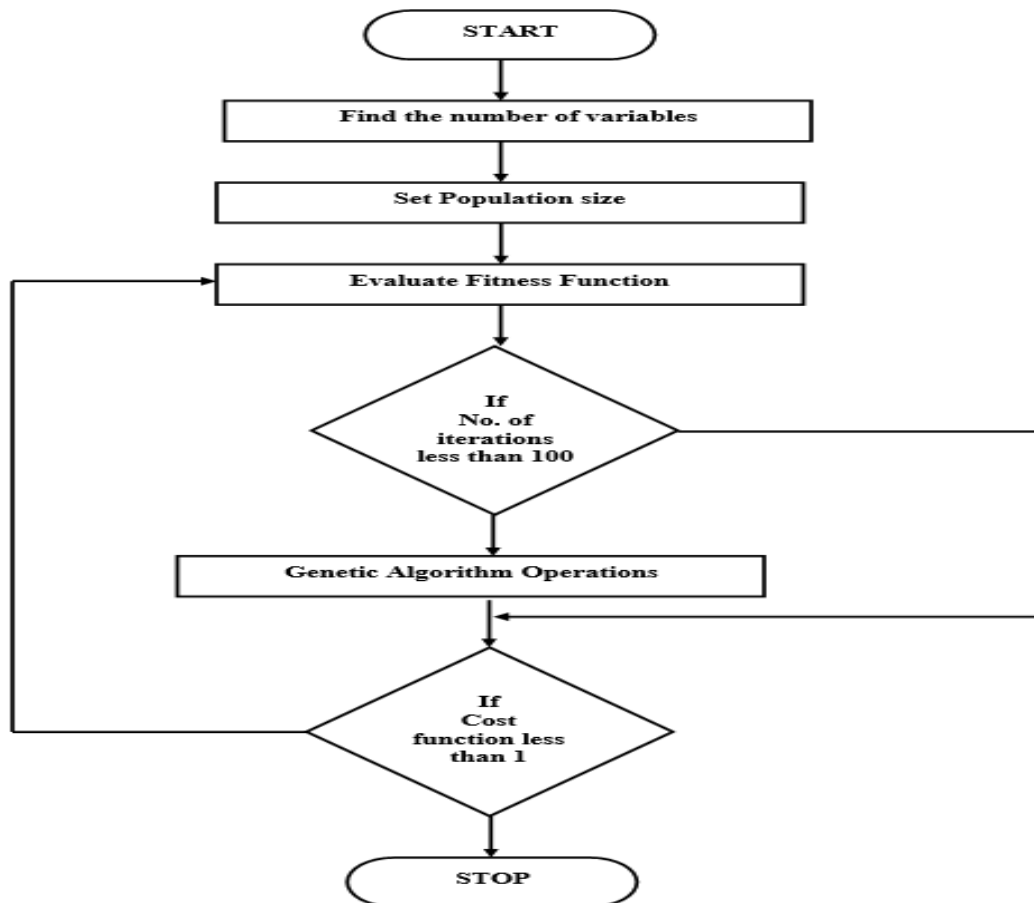 START
Find the number of variables
Set Population size
Evaluate Fitness Function
If
No. of
iterations
less than 100
Genetic Algorithm Operations
If
Cost
function less
than 1
STOP